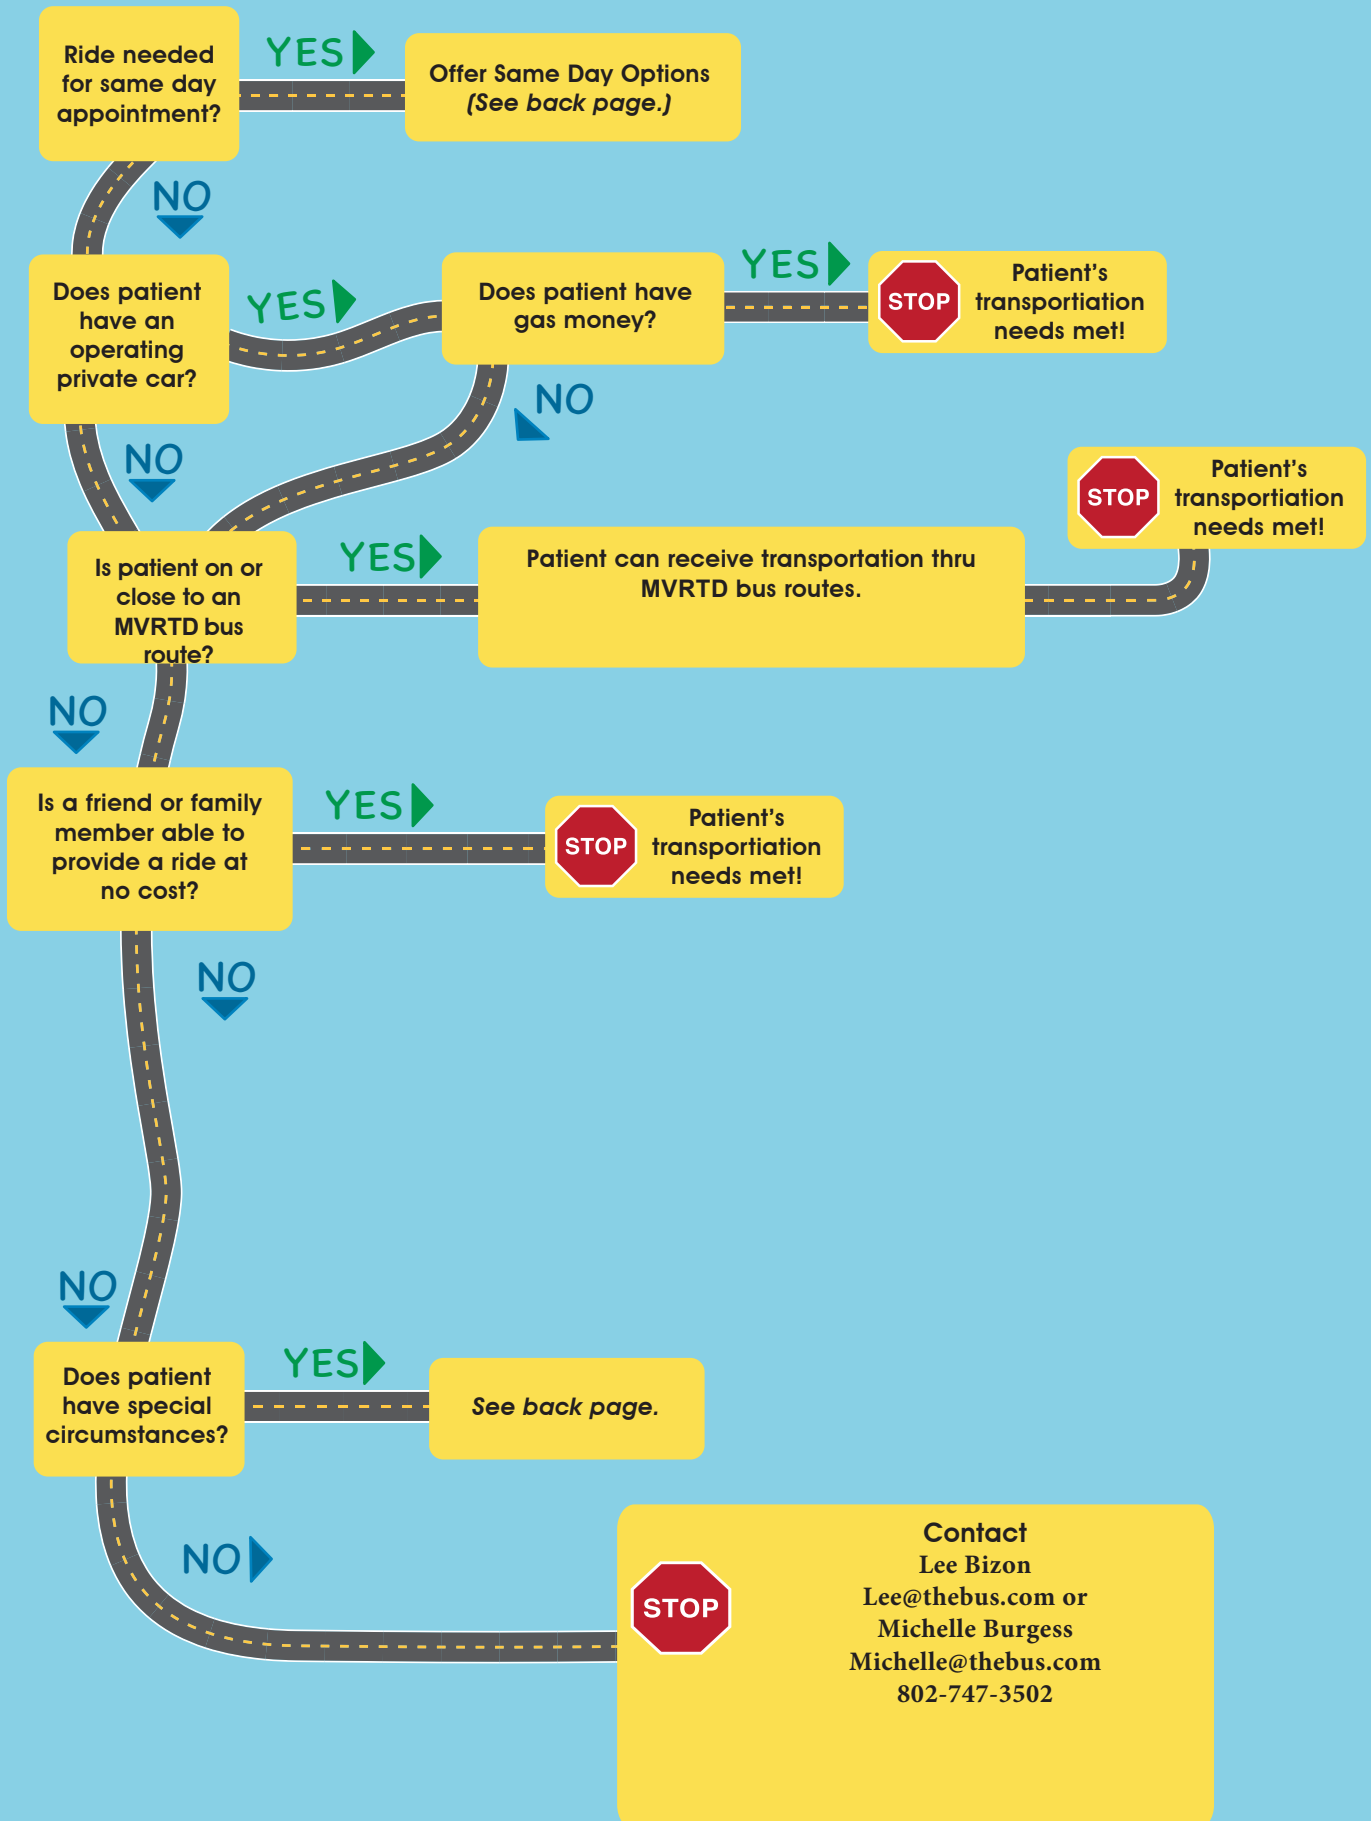 Ride needed
for same day
appointment?
YES
Offer Same Day Options
(See back page.)
NO
Does patient
have an
operating
private car?
YES
Does patient have
gas money?
YES
STOP
Patient's
transportiation
needs met!
NO
NO
Is patient on or
close to an
MVRTD bus
route?
YES
Patient can receive transportation thru
MVRTD bus routes.
STOP
Patient's
transportiation
needs met!
NO
Is a friend or family
member able to
provide a ride at
no cost?
YES
STOP
Patient's
transportiation
needs met!
NO
NO
Does patient
have special
circumstances?
YES
See back page.
NO
STOP
Contact
Lee Bizon
Lee@thebus.com or
Michelle Burgess
Michelle@thebus.com
802-747-3502